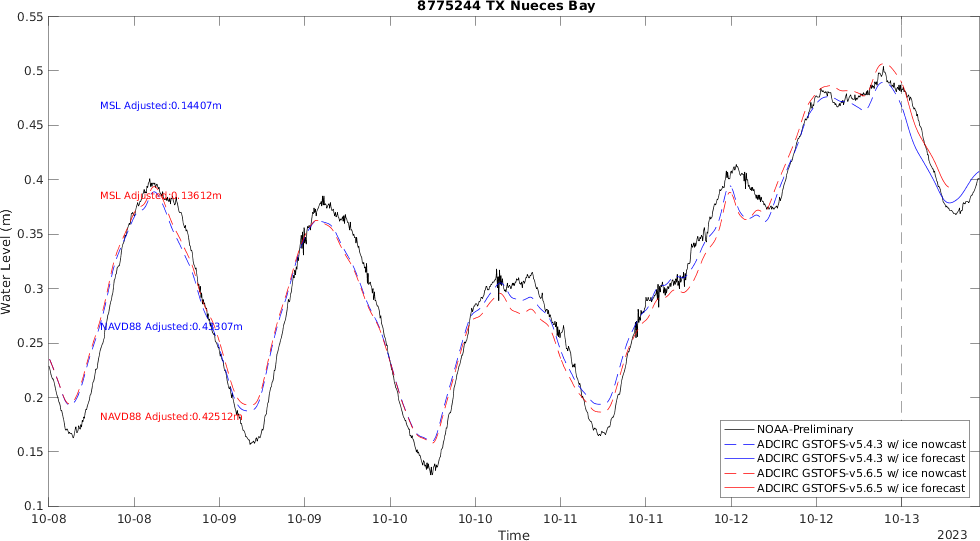 8775244 TX Nueces Bay
0.55
0.5
0.45
0.4
0.35
0.3
0.25
0.2
0.15
0.1
Water Level (m)
MSL Adjusted:0.14407m
MSL Adjusted:0.13612m
NAVD88 Adjusted:0.43307m
NAVD88 Adjusted:0.42512m
NOAA-Preliminary
ADCIRC GSTOFS-v5.4.3 w/ ice nowcast
ADCIRC GSTOFS-v5.4.3 w/ ice forecast
ADCIRC GSTOFS-v5.6.5 w/ ice nowcast
ADCIRC GSTOFS-v5.6.5 w/ ice forecast
10-08 10-08 10-09 10-09 10-10 10-10 10-11 10-11 10-12 10-12 10-13
Time
2023